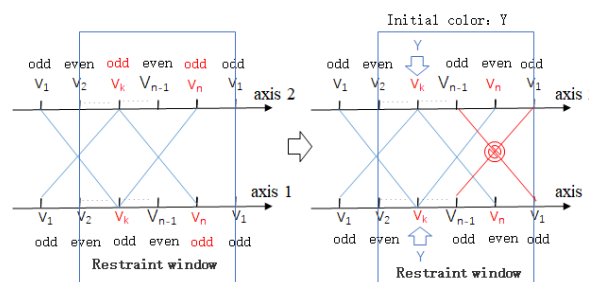 Initial color: Y
odd even odd even odd odd
V1 V2 Vk Vn-1 Vn V1
axis 2
axis 1
V1 V2 Vk Vn-1 Vn V1
odd even odd even odd odd
Restraint window
Y
odd even odd even odd
V1 V2 Vk Vn-1 Vn V1
axis
axis
V1 V2 Vk Vn-1 Vn V1
odd even odd even odd
Y
Restraint window